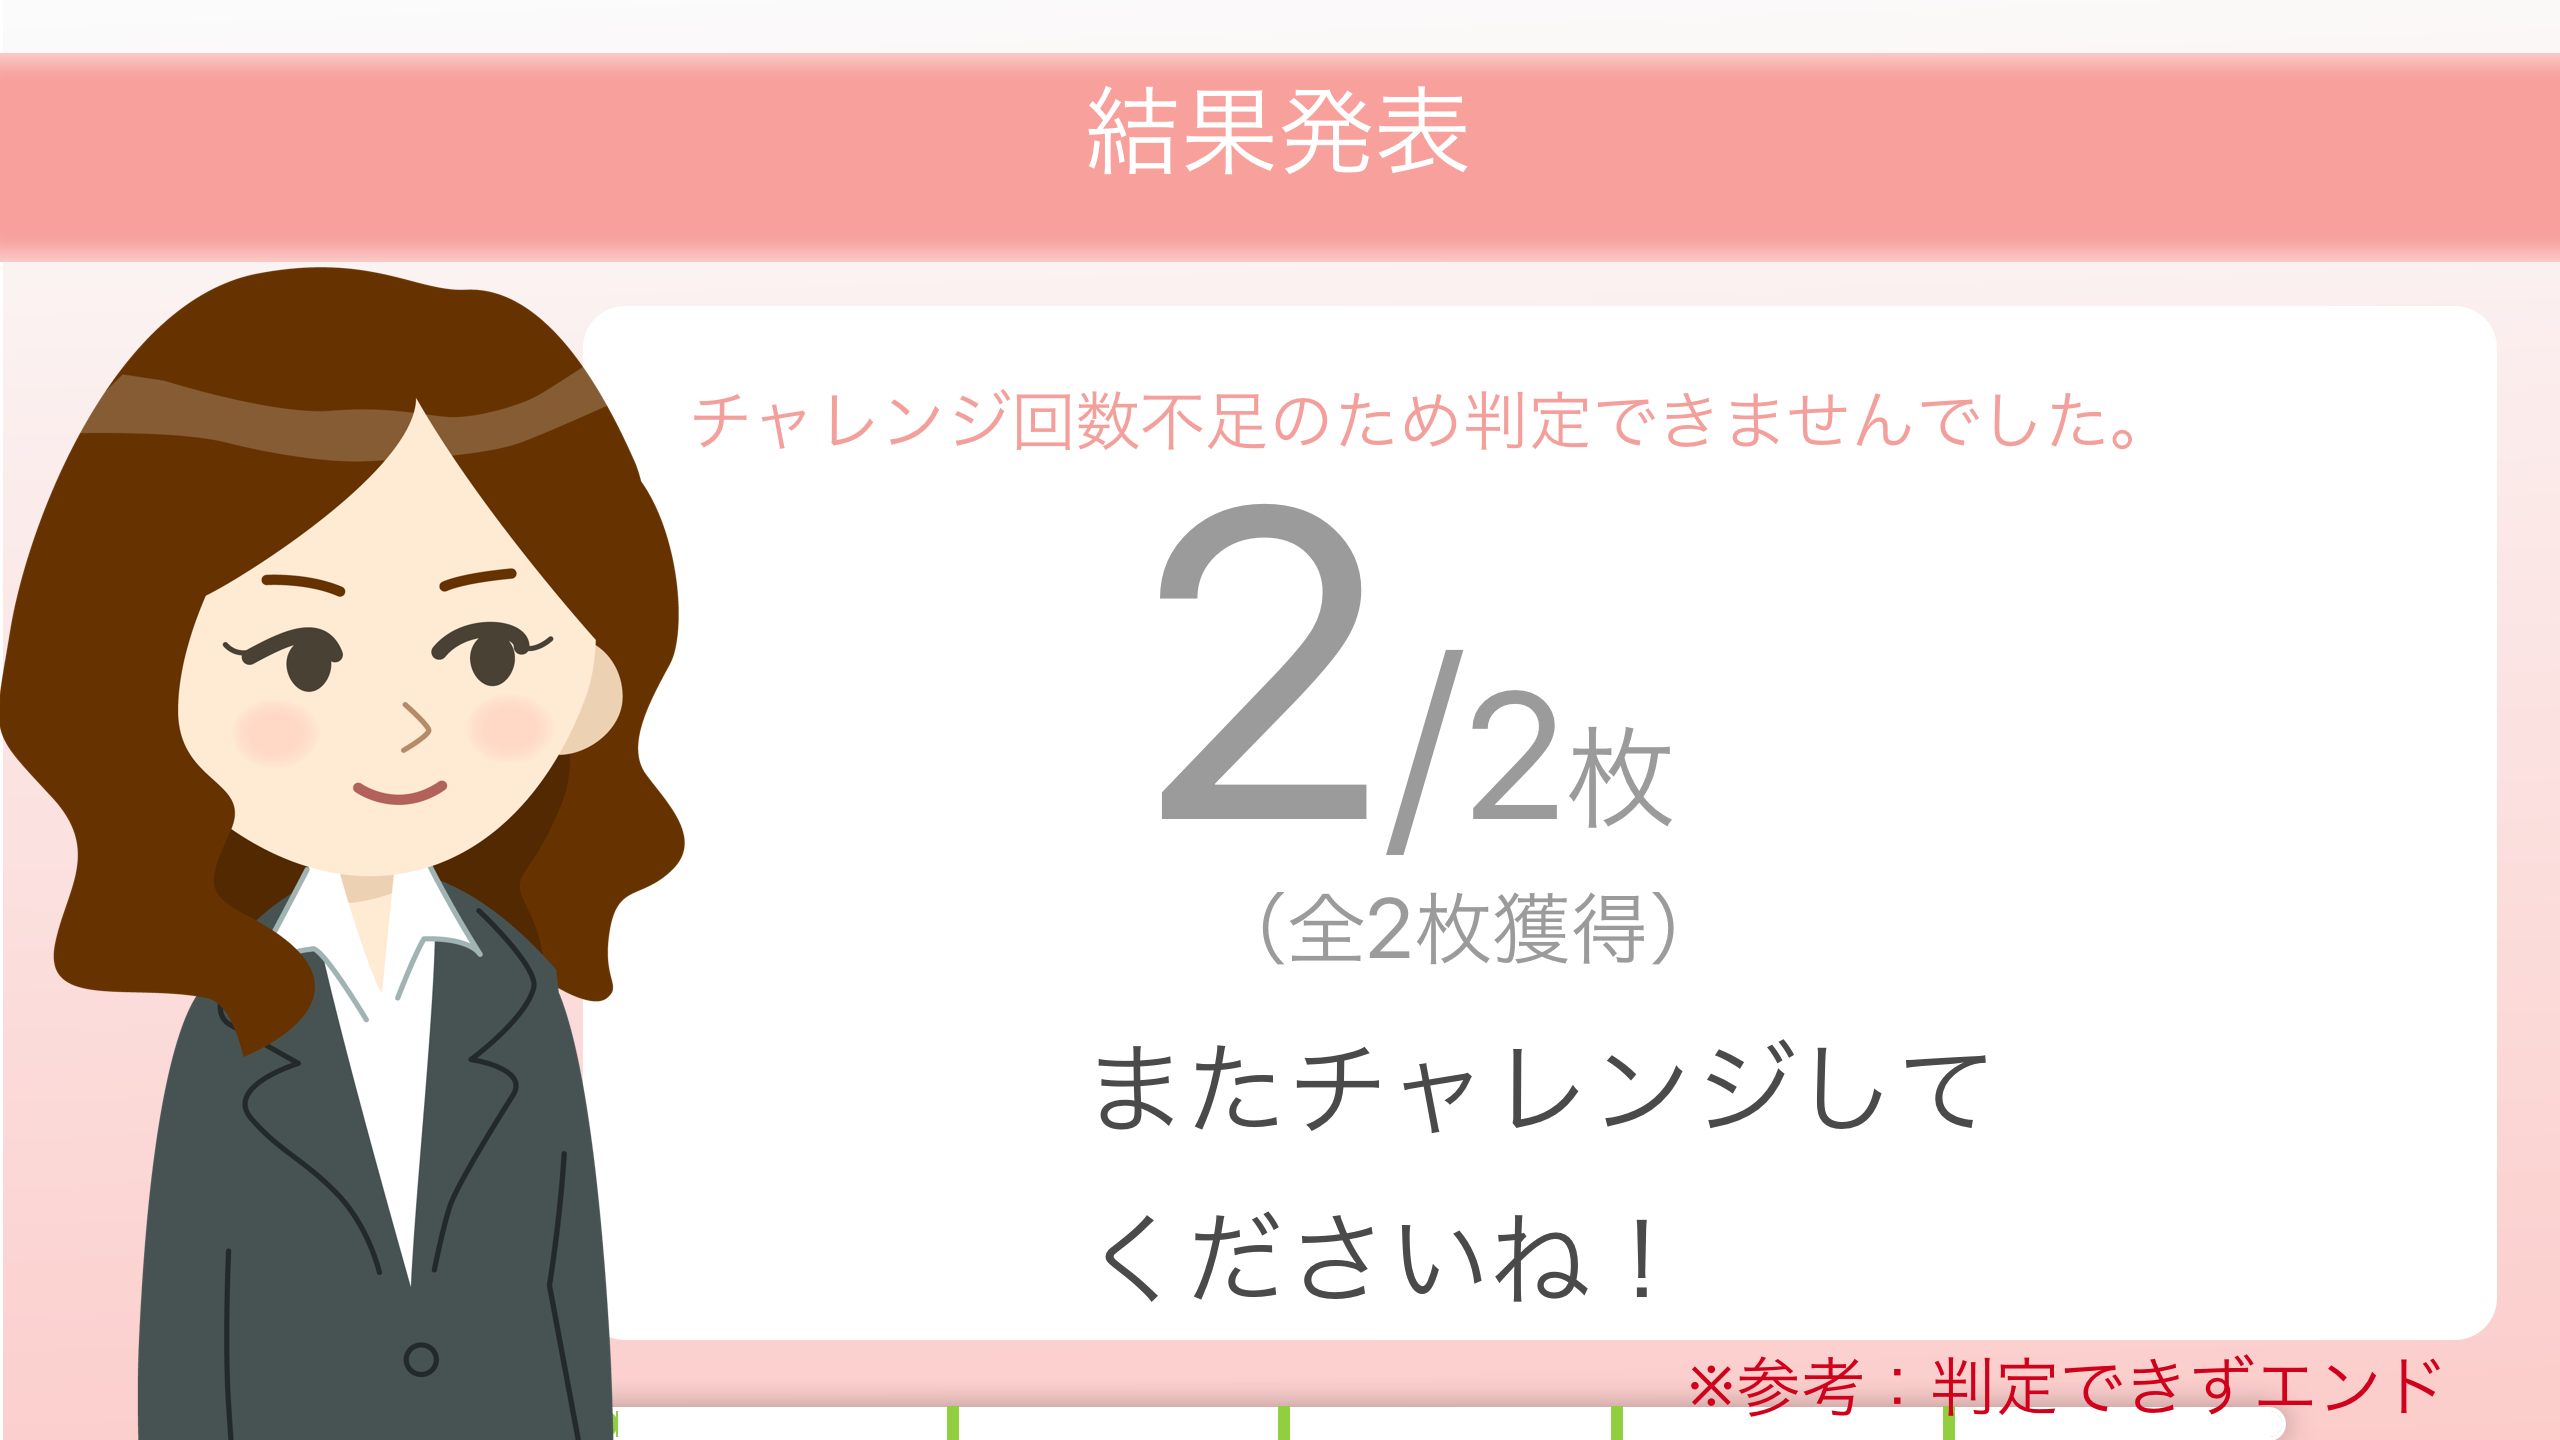 結果発表
チャレンジ回数不足のため判定できませんでした。
2/2枚
（全2枚獲得）
またチャレンジして
くださいね！
※参考：判定できずエンド